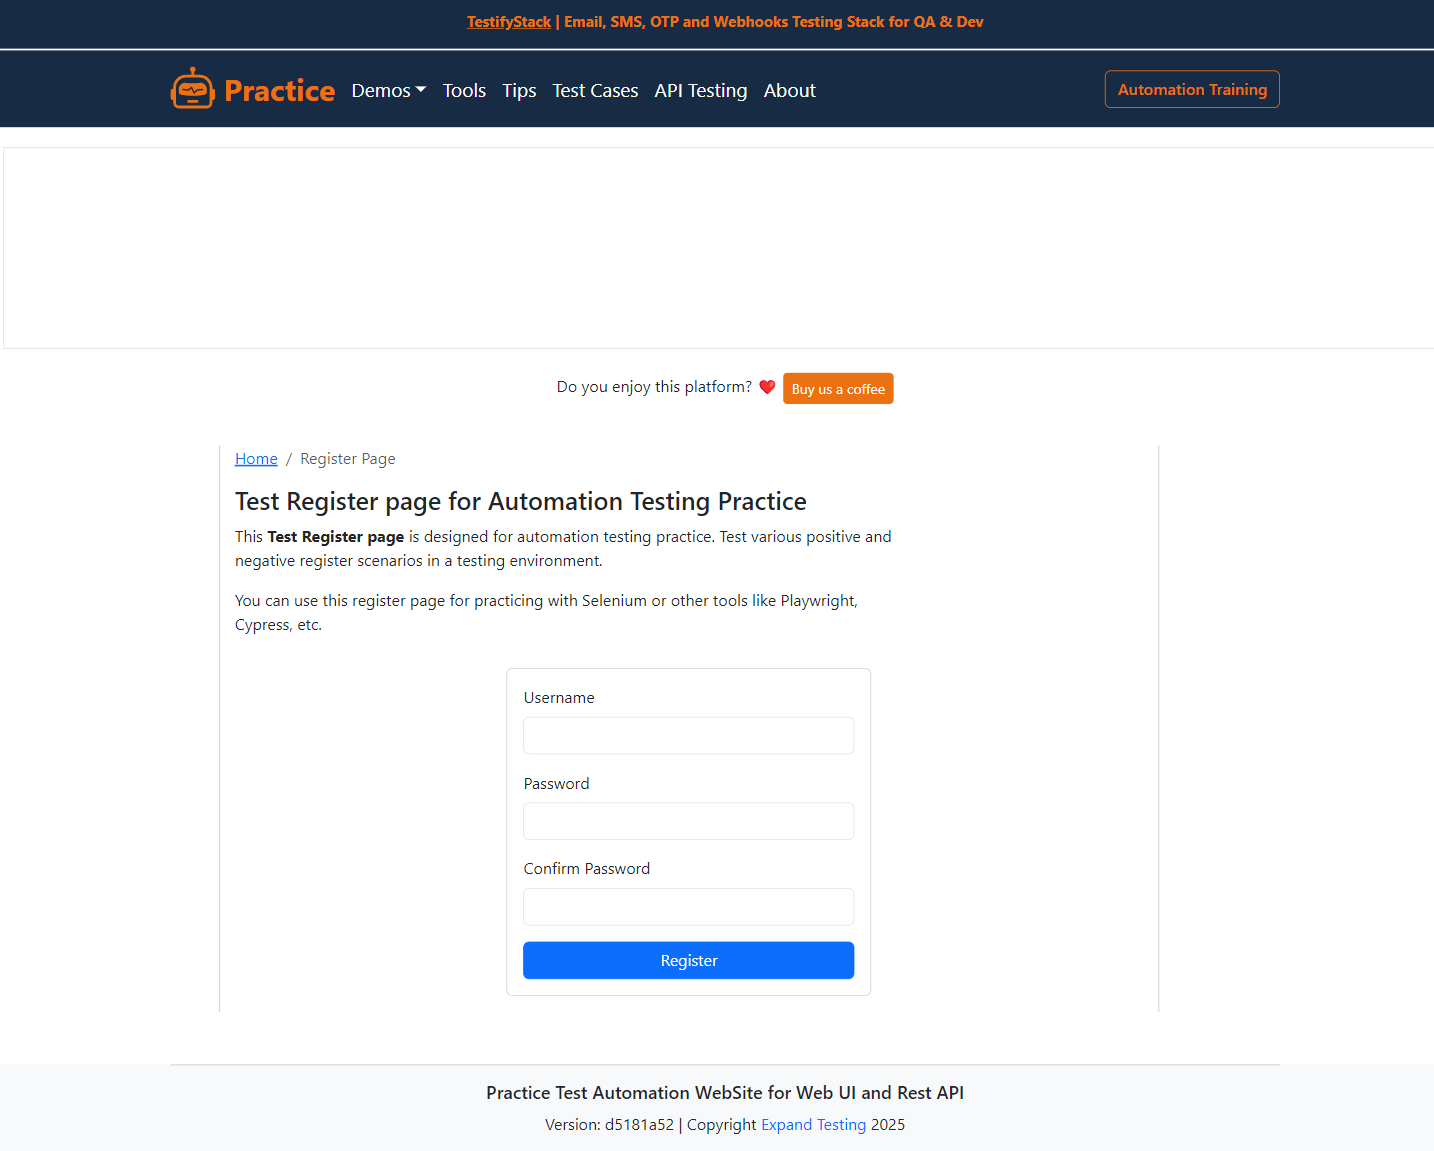 TestifyStack | Email, SMS, OTP and Webhooks Testing Stack for QA & Dev
Practice Demos Tools Tips Test Cases API Testing About Automation Training
Do you enjoy this platform? ❤️ Buy us a coffee
Home / Register Page
Test Register page for Automation Testing Practice
This Test Register page is designed for automation testing practice. Test various positive and
negative register scenarios in a testing environment.
You can use this register page for practicing with Selenium or other tools like Playwright,
Cypress, etc.
Username
Password
Confirm Password
Register
Practice Test Automation WebSite for Web UI and Rest API
Version: d5181a52 | Copyright Expand Testing 2025